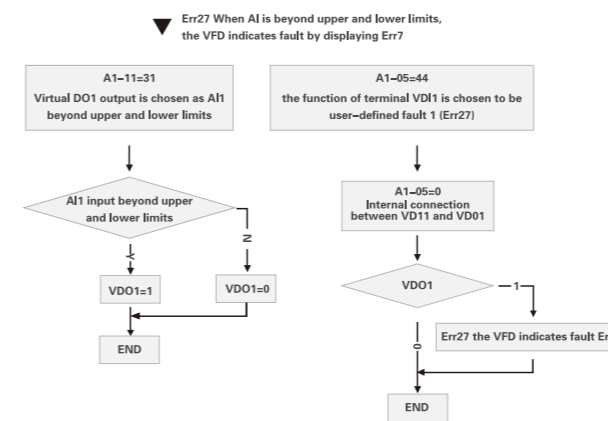 Err27 When AI is beyond upper and lower limits,
the VFD indicates fault by displaying Err7
A1-11=31
Virtual DO1 output is chosen as AI1
beyond upper and lower limits
AI1 input beyond upper
and lower limits
Y
N
VDO1=1
VDO1=0
END
A1-05=44
the function of terminal VDI1 is chosen to be
user-defined fault 1 (Err27)
A1-05=0
Internal connection
between VD11 and VD01
VDO1
1
0
Err27 the VFD indicates fault Er
END